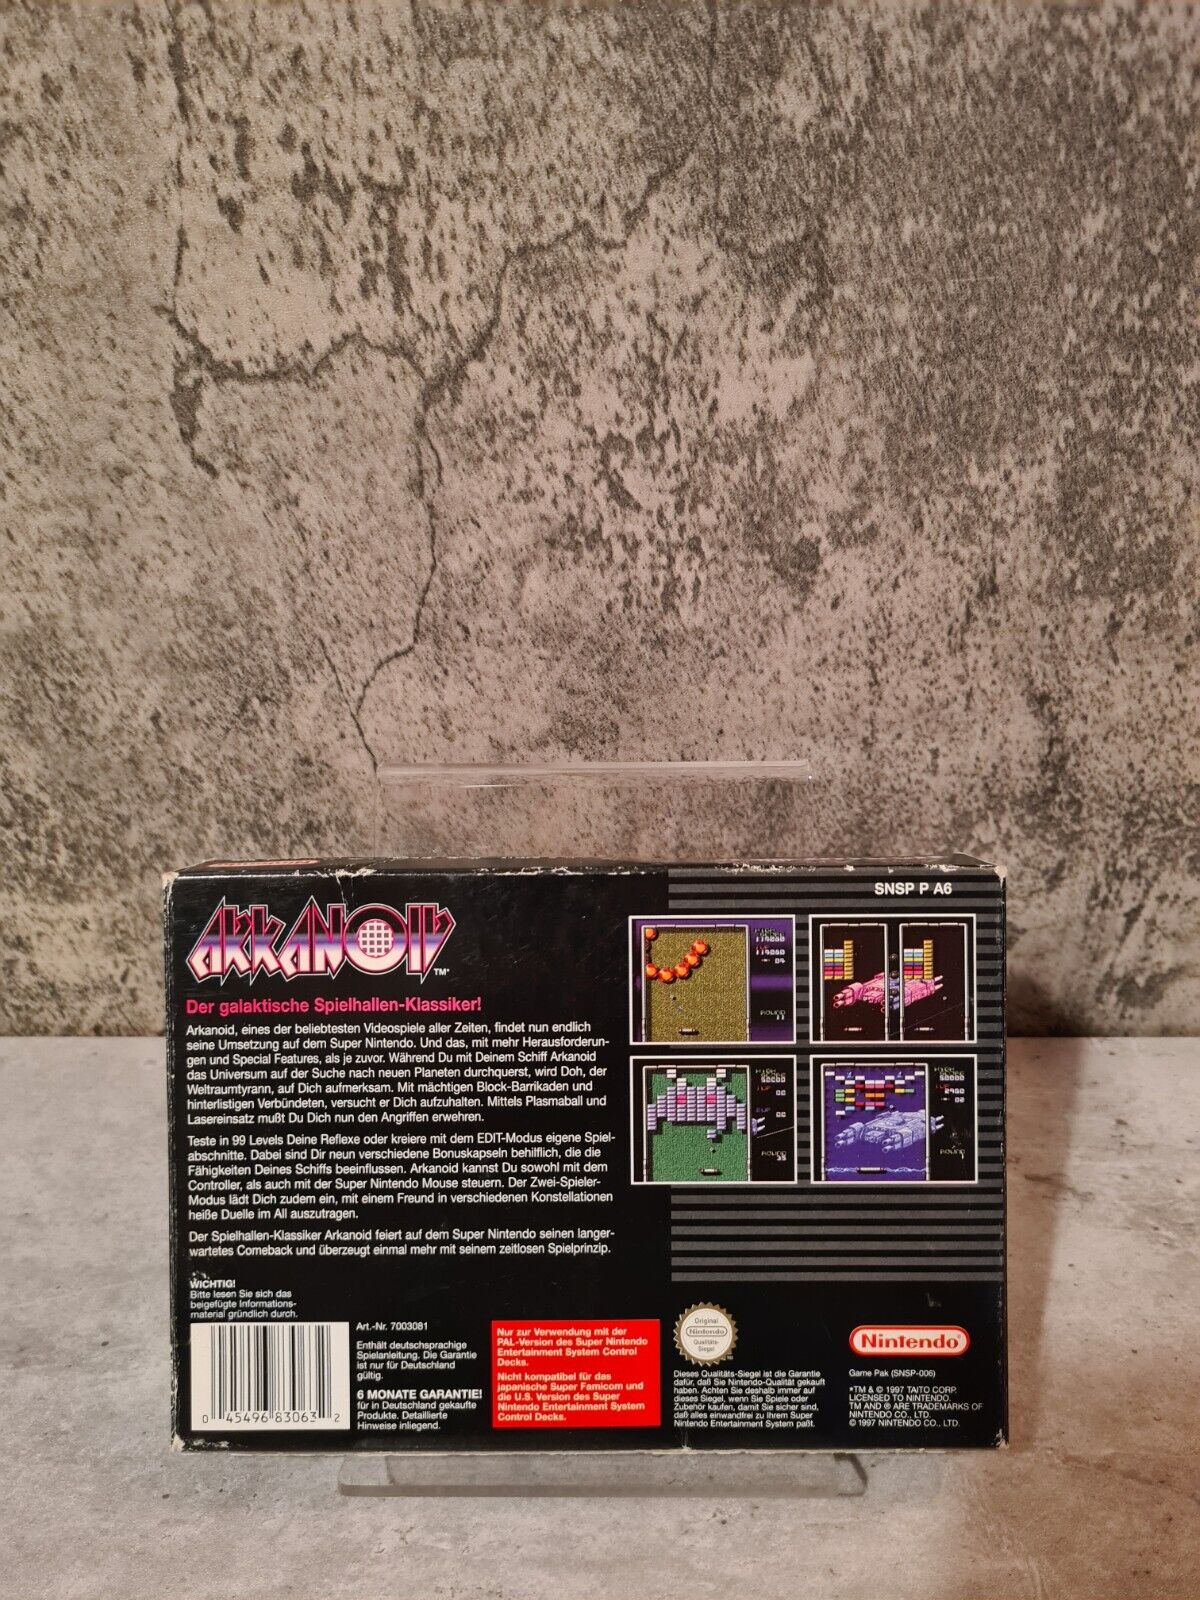 SNSP P A6
ARKANOID™
Der galaktische Spielhallen-Klassiker!
Arkanoid, eines der beliebtesten Videospiele aller Zeiten, findet nun endlich
seine Umsetzung auf dem Super Nintendo. Und das, mit mehr Herausforderun-
gen und Special Features, als je zuvor. Während Du mit Deinem Schiff Arkanoid
das Universum auf der Suche nach neuen Planeten durchquerst, wird Doh, der
Weltraumtyrann, auf Dich aufmerksam. Mit mächtigen Block-Barrikaden und
hinterlistigen Verbündeten, versucht er Dich aufzuhalten. Mittels Plasmaball und
Lasereinsatz mußt Du Dich nun den Angriffen erwehren.
Teste in 99 Levels Deine Reflexe oder kreiere mit dem EDIT-Modus eigene Spiel-
abschnitte. Dabei sind Dir neun verschiedene Bonuskapseln behilflich, die die
Fähigkeiten Deines Schiffs beeinflussen. Arkanoid kannst Du sowohl mit dem
Controller, als auch mit der Super Nintendo Mouse steuern. Der Zwei-Spieler-
Modus lädt Dich zudem ein, mit einem Freund in verschiedenen Konstellationen
heiße Duelle im All auszutragen.
Der Spielhallen-Klassiker Arkanoid feiert auf dem Super Nintendo seinen langer-
wartetes Comeback und überzeugt einmal mehr mit seinem zeitlosen Spielprinzip.
WICHTIG!
Bitte lesen Sie sich das
beigefügte Informations-
material gründlich durch.
0 45496 83063 2
Art.-Nr. 7003081
Enthält deutschsprachige
Spielanleitung. Die Garantie
ist nur für Deutschland
gültig.
6 MONATE GARANTIE!
für in Deutschland gekaufte
Produkte. Detaillierte
Hinweise inliegend.
Nur zur Verwendung mit der
PAL-Version des Super Nintendo
Entertainment System Control
Decks.
Nicht kompatibel für das
japanische Super Famicom und
die U.S. Version des Super
Nintendo Entertainment System
Control Decks.
Original
Nintendo
Qualitäts-
Siegel
Dieses Qualitäts-Siegel ist die Garantie
dafür, daß Sie Nintendo-Qualität gekauft
haben. Achten Sie deshalb immer auf
dieses Siegel, wenn Sie Spiele oder
Zubehör kaufen, damit Sie sicher sind,
daß alles einwandfrei zu Ihrem Super
Nintendo Entertainment System paßt.
Nintendo®
Game Pak (SNSP-006)
*TM & © 1997 TAITO CORP.
LICENSED TO NINTENDO.
TM AND ® ARE TRADEMARKS OF
NINTENDO CO., LTD.
© 1997 NINTENDO CO., LTD.